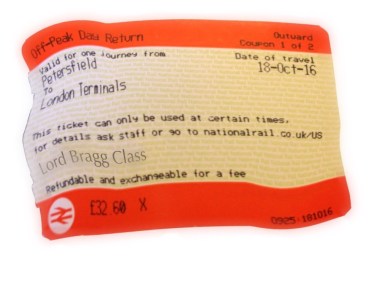 Off-Peak Day Return
Outward
Coupon 1 of 2
Valid for one journey from
Date of travel
Petersfield
18-Oct-16
To
London Terminals
This ticket can only be used at certain times.
for details ask staff or go to nationalrail.co.uk/US
Lord Bragg Class
Refundable and exchangeable for a fee
£32.60 X
0925:181016